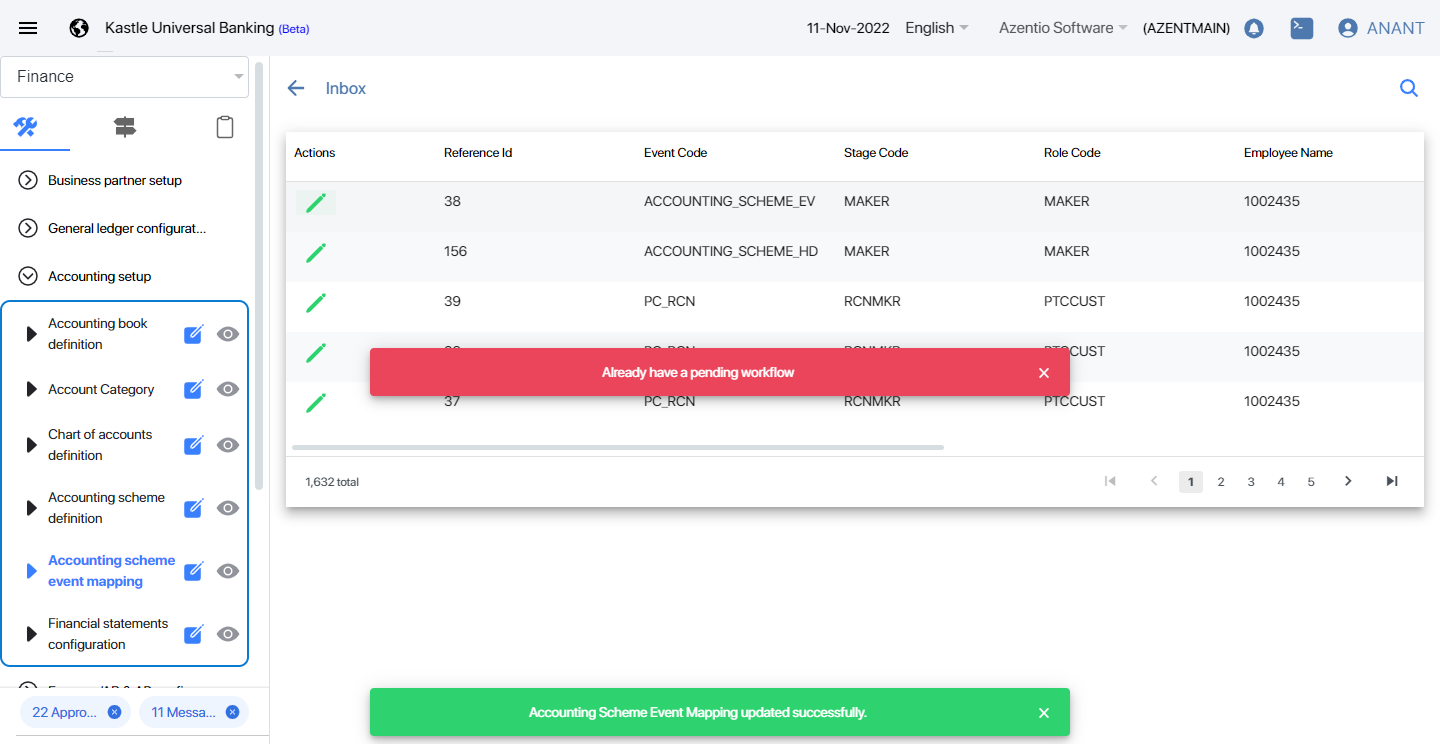 Kastle Universal Banking (Beta)
11-Nov-2022 English Azentio Software (AZENTMAIN) ANANT
Finance
Business partner setup
General ledger configurat...
Accounting setup
Accounting book
definition
Account Category
Chart of accounts
definition
Accounting scheme
definition
Accounting scheme
event mapping
Financial statements
configuration
22 Appro... 11 Messa...
Inbox
Actions Reference Id Event Code Stage Code Role Code Employee Name
38 ACCOUNTING_SCHEME_EV MAKER MAKER 1002435
156 ACCOUNTING_SCHEME_HD MAKER MAKER 1002435
39 PC_RCN RCNMKR PTCCUST 1002435
PC_RCN RCNMKR PTCCUST 1002435
Already have a pending workflow
37 PC_RCN RCNMKR PTCCUST 1002435
1,632 total
1 2 3 4 5
Accounting Scheme Event Mapping updated successfully.